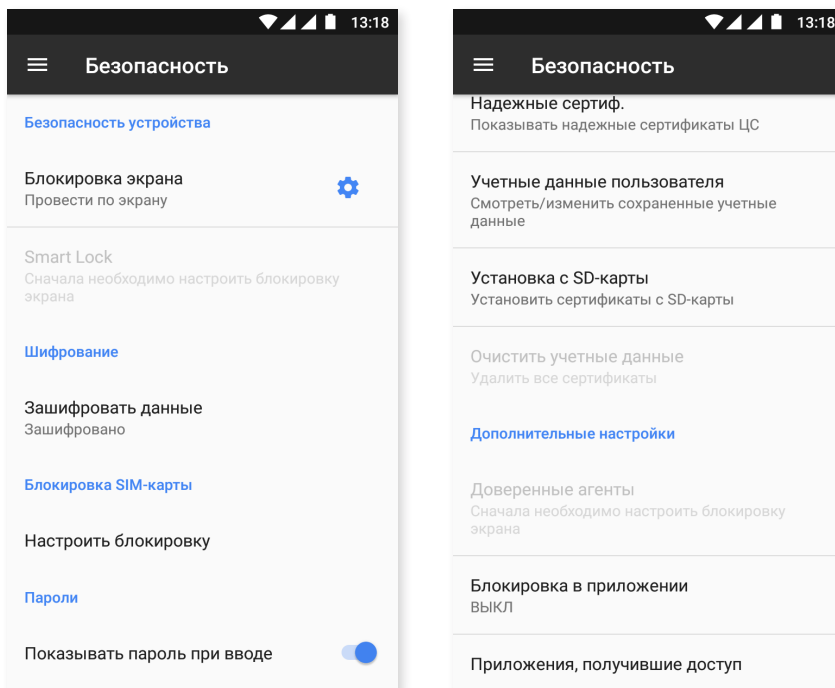 13:18
Безопасность
Безопасность устройства
Блокировка экрана
Провести по экрану
Smart Lock
Сначала необходимо настроить блокировку
экрана
Шифрование
Зашифровать данные
Зашифровано
Блокировка SIM-карты
Настроить блокировку
Пароли
Показывать пароль при вводе
13:18
Безопасность
Надежные сертиф.
Показывать надежные сертификаты ЦС
Учетные данные пользователя
Смотреть/изменить сохраненные учетные
данные
Установка с SD-карты
Установить сертификаты с SD-карты
Очистить учетные данные
Удалить все сертификаты
Дополнительные настройки
Доверенные агенты
Сначала необходимо настроить блокировку
экрана
Блокировка в приложении
ВЫКЛ
Приложения, получившие доступ